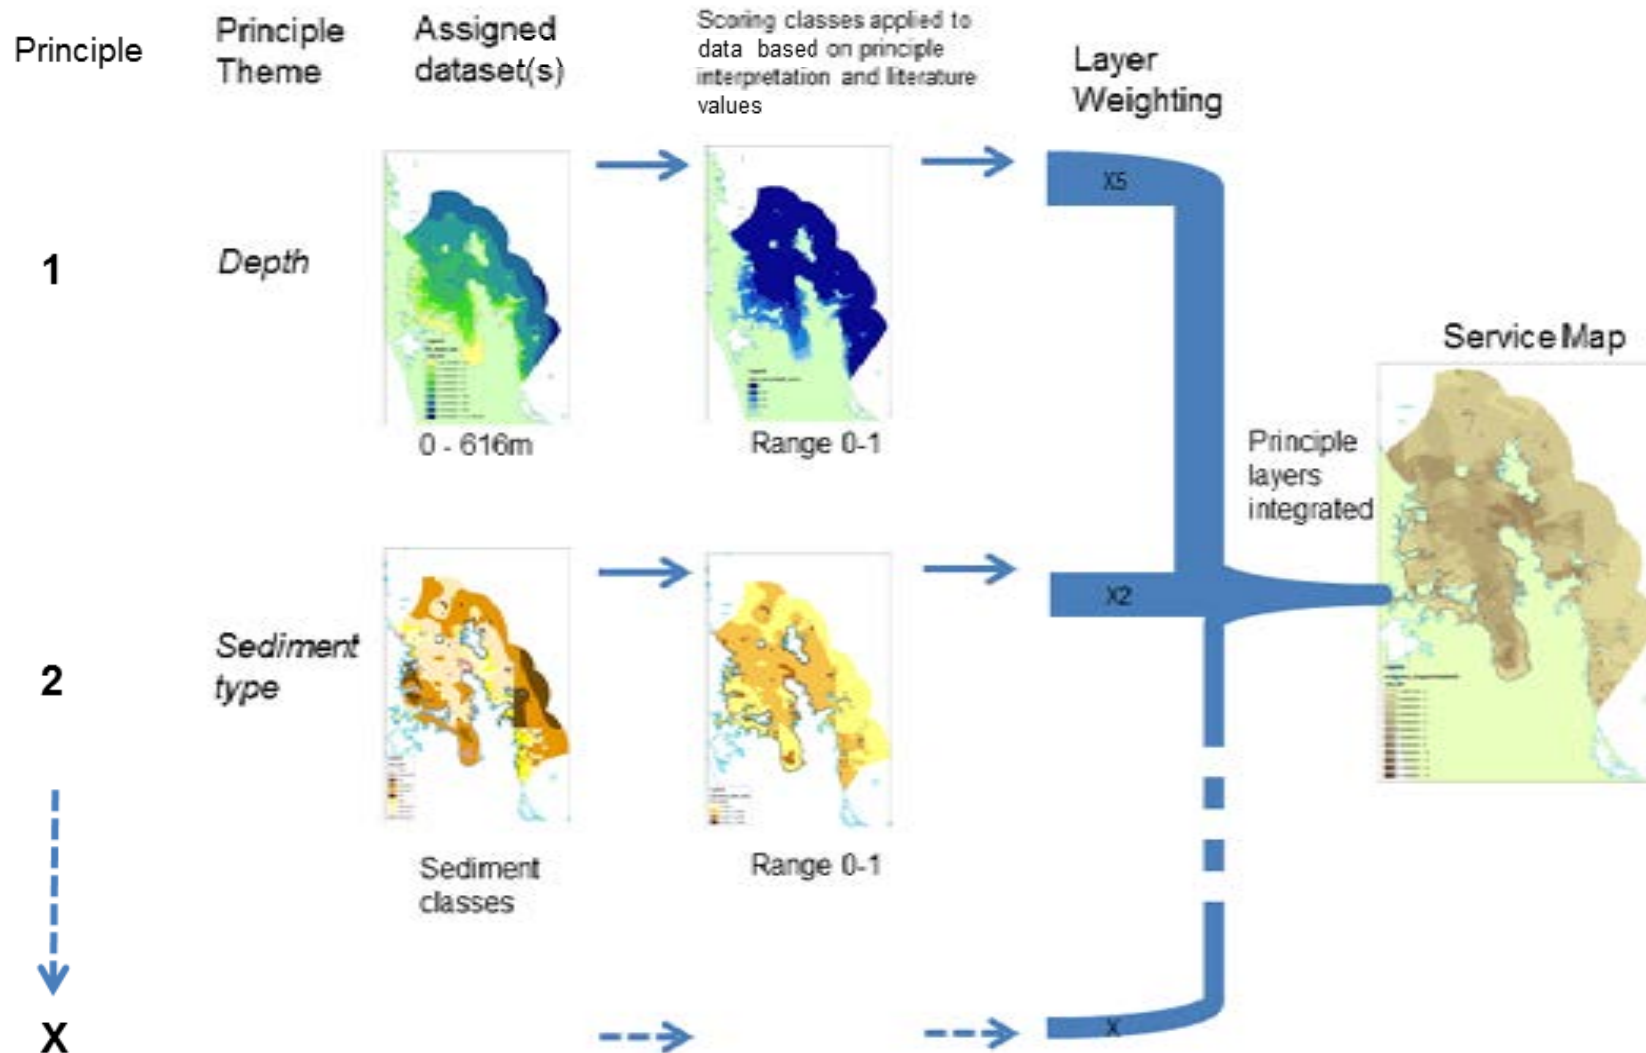 Principle
Principle
Theme
Assigned
dataset(s)
Scoring classes applied to
data based on principle
interpretation and literature
values
Layer
Weighting
X5
1
Depth
0 - 616m
Range 0-1
Service Map
Principle
layers
integrated
X2
2
Sediment
type
Sediment
classes
Range 0-1
X
X